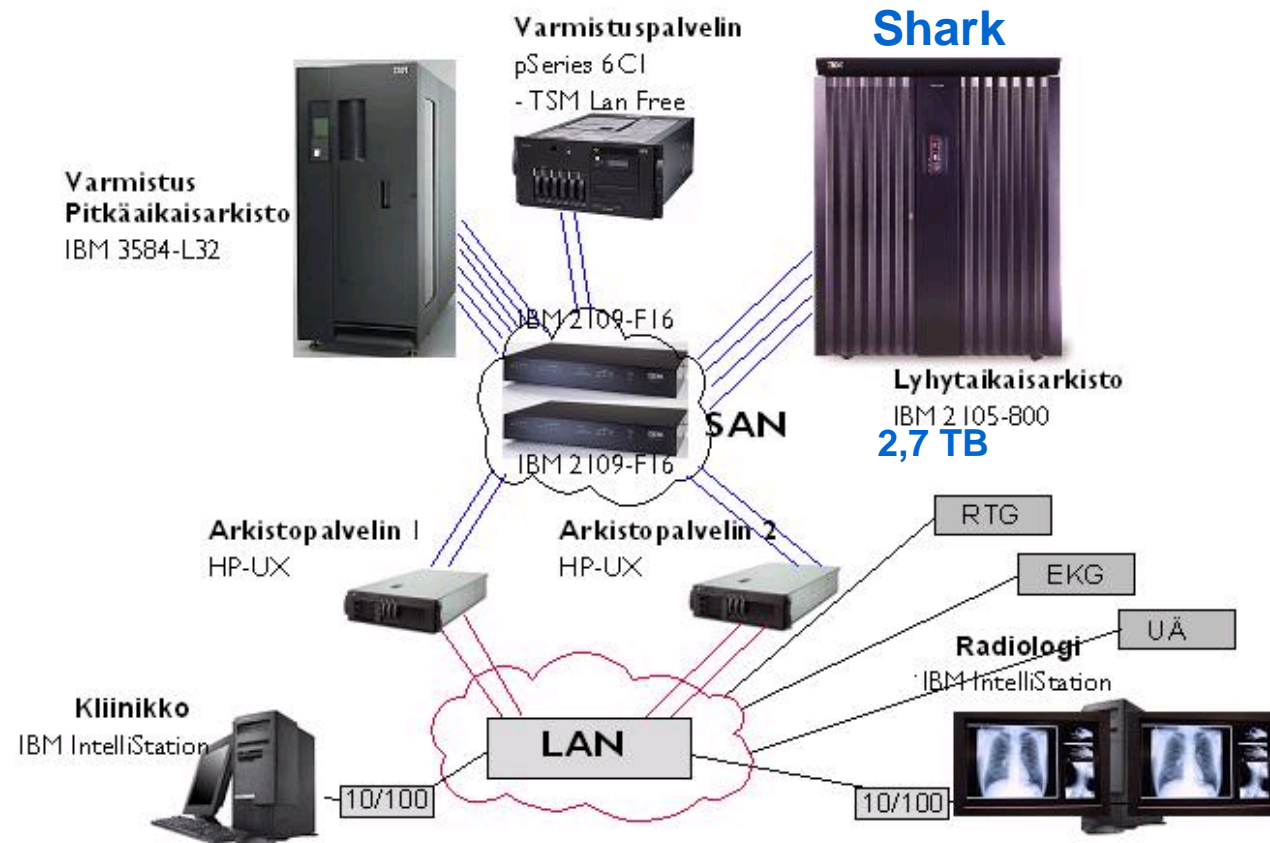 Varmistuspalvelin
pSeries 6C1
- TSM Lan Free
Shark
Varmistus
Pitkäaikaisarkisto
IBM 3584-L32
IBM 2109-F16
SAN
IBM 2109-F16
Lyhytaikaisarkisto
IBM 2105-800
2,7 TB
Arkistopalvelin 1
HP-UX
Arkistopalvelin 2
HP-UX
RTG
EKG
UÄ
Radiologi
IBM IntelliStation
Kliinikko
IBM IntelliStation
LAN
10/100
10/100